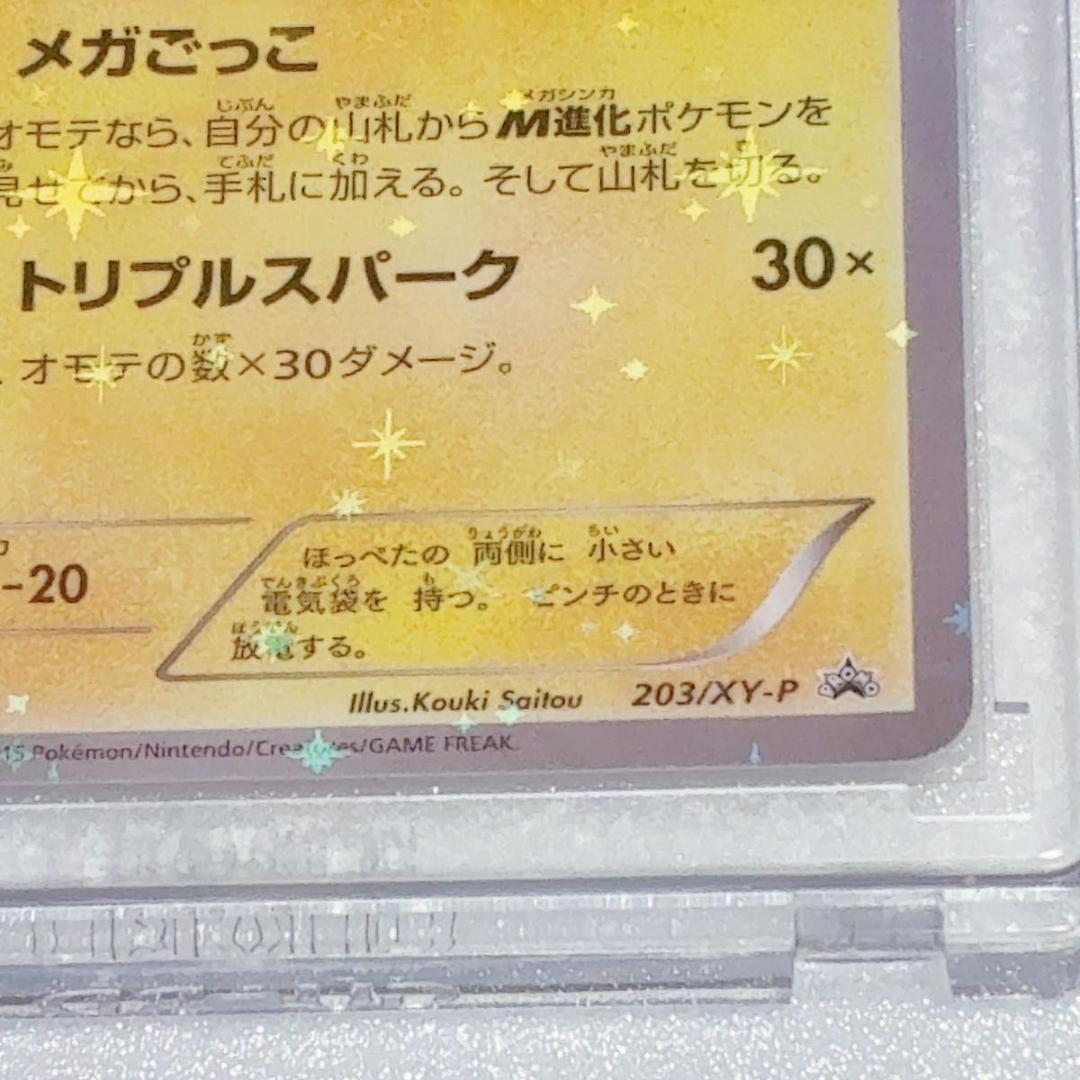 メガごっこ
オモテなら、自分の山札からM進化ポケモンを
見せてから、手札に加える。そして山札を切る。
トリプルスパーク 30×
オモテの数×30ダメージ。
-20
ほっぺたの 両側に 小さい
電気袋を 持つ。 ピンチのときに
放電する。
Illus.Kouki Saitou 203/XY-P
15 Pokémon/Nintendo/Creatures/GAME FREAK.